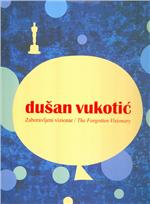 dušan vukotić
Zaboravljeni vizionar / The Forgotten Visionary